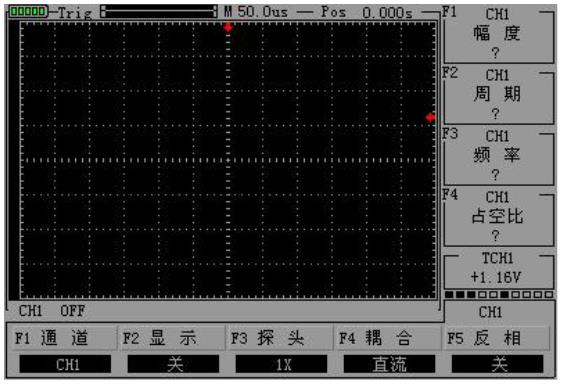 Trig M 50.0us Pos 0.000s
F1 CH1
幅 度
?
F2 CH1
周 期
?
F3 CH1
频 率
?
F4 CH1
占空比
?
TCH1
+1.16V
CH1 OFF
CH1
F1 通 道 F2 显 示 F3 探 头 F4 耦 合 F5 反 相
CH1 关 1X 直流 关